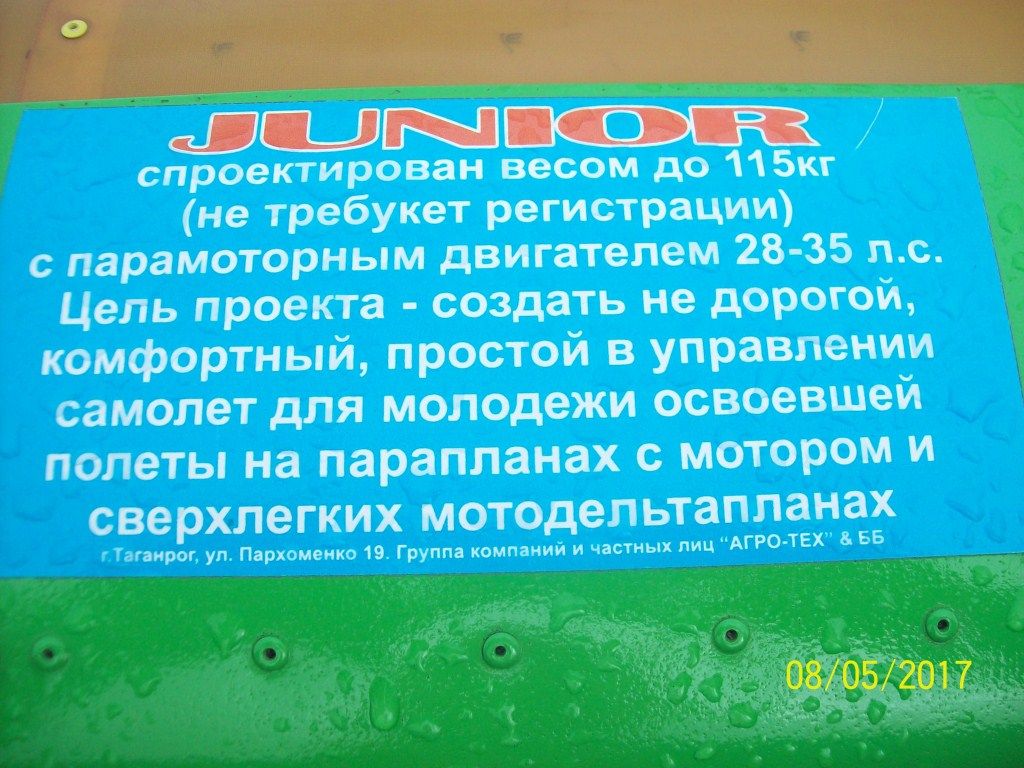 JUNIOR
спроектирован весом до 115кг
(не требукет регистрации)
с парамоторным двигателем 28-35 л.с.
Цель проекта - создать не дорогой,
комфортный, простой в управлении
самолет для молодежи освоевшей
полеты на парапланах с мотором и
сверхлегких мотодельтапланах
г.Таганрог, ул. Пархоменко 19. Группа компаний и частных лиц "АГРО-ТЕХ" & ББ
08/05/2017